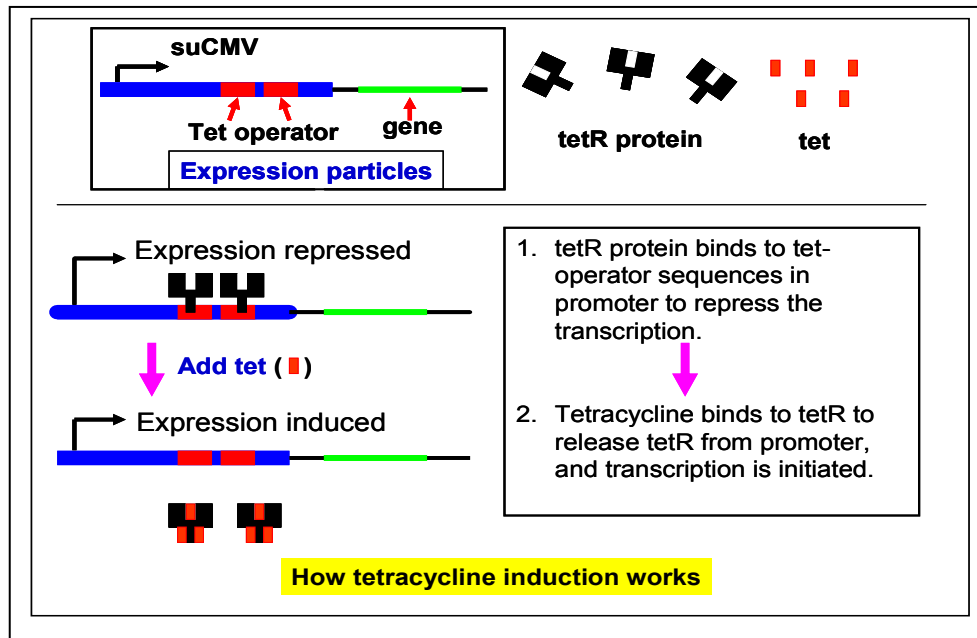 suCMV
Tet operator
gene
Expression particles
tetR protein
tet
Expression repressed
Add tet ( )
Expression induced
1. tetR protein binds to tet-
operator sequences in
promoter to repress the
transcription.
2. Tetracycline binds to tetR to
release tetR from promoter,
and transcription is initiated.
How tetracycline induction works